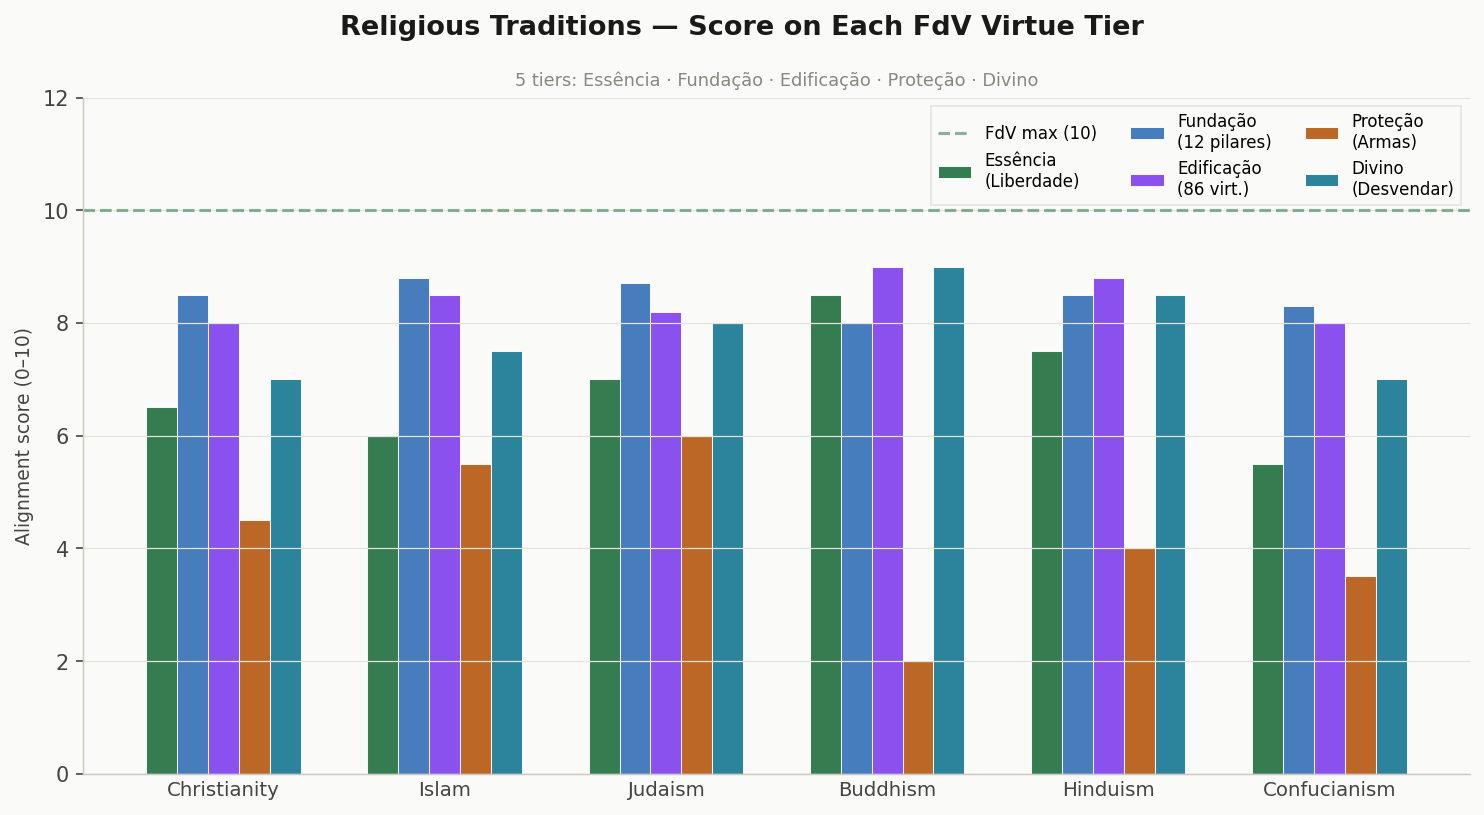 Religious Traditions — Score on Each FdV Virtue Tier
5 tiers: Essência · Fundação · Edificação · Proteção · Divino
FdV max (10)
Essência
(Liberdade)
Fundação
(12 pilares)
Edificação
(86 virt.)
Proteção
(Armas)
Divino
(Desvendar)
Alignment score (0–10)
12
10
8
6
4
2
0
Christianity
Islam
Judaism
Buddhism
Hinduism
Confucianism